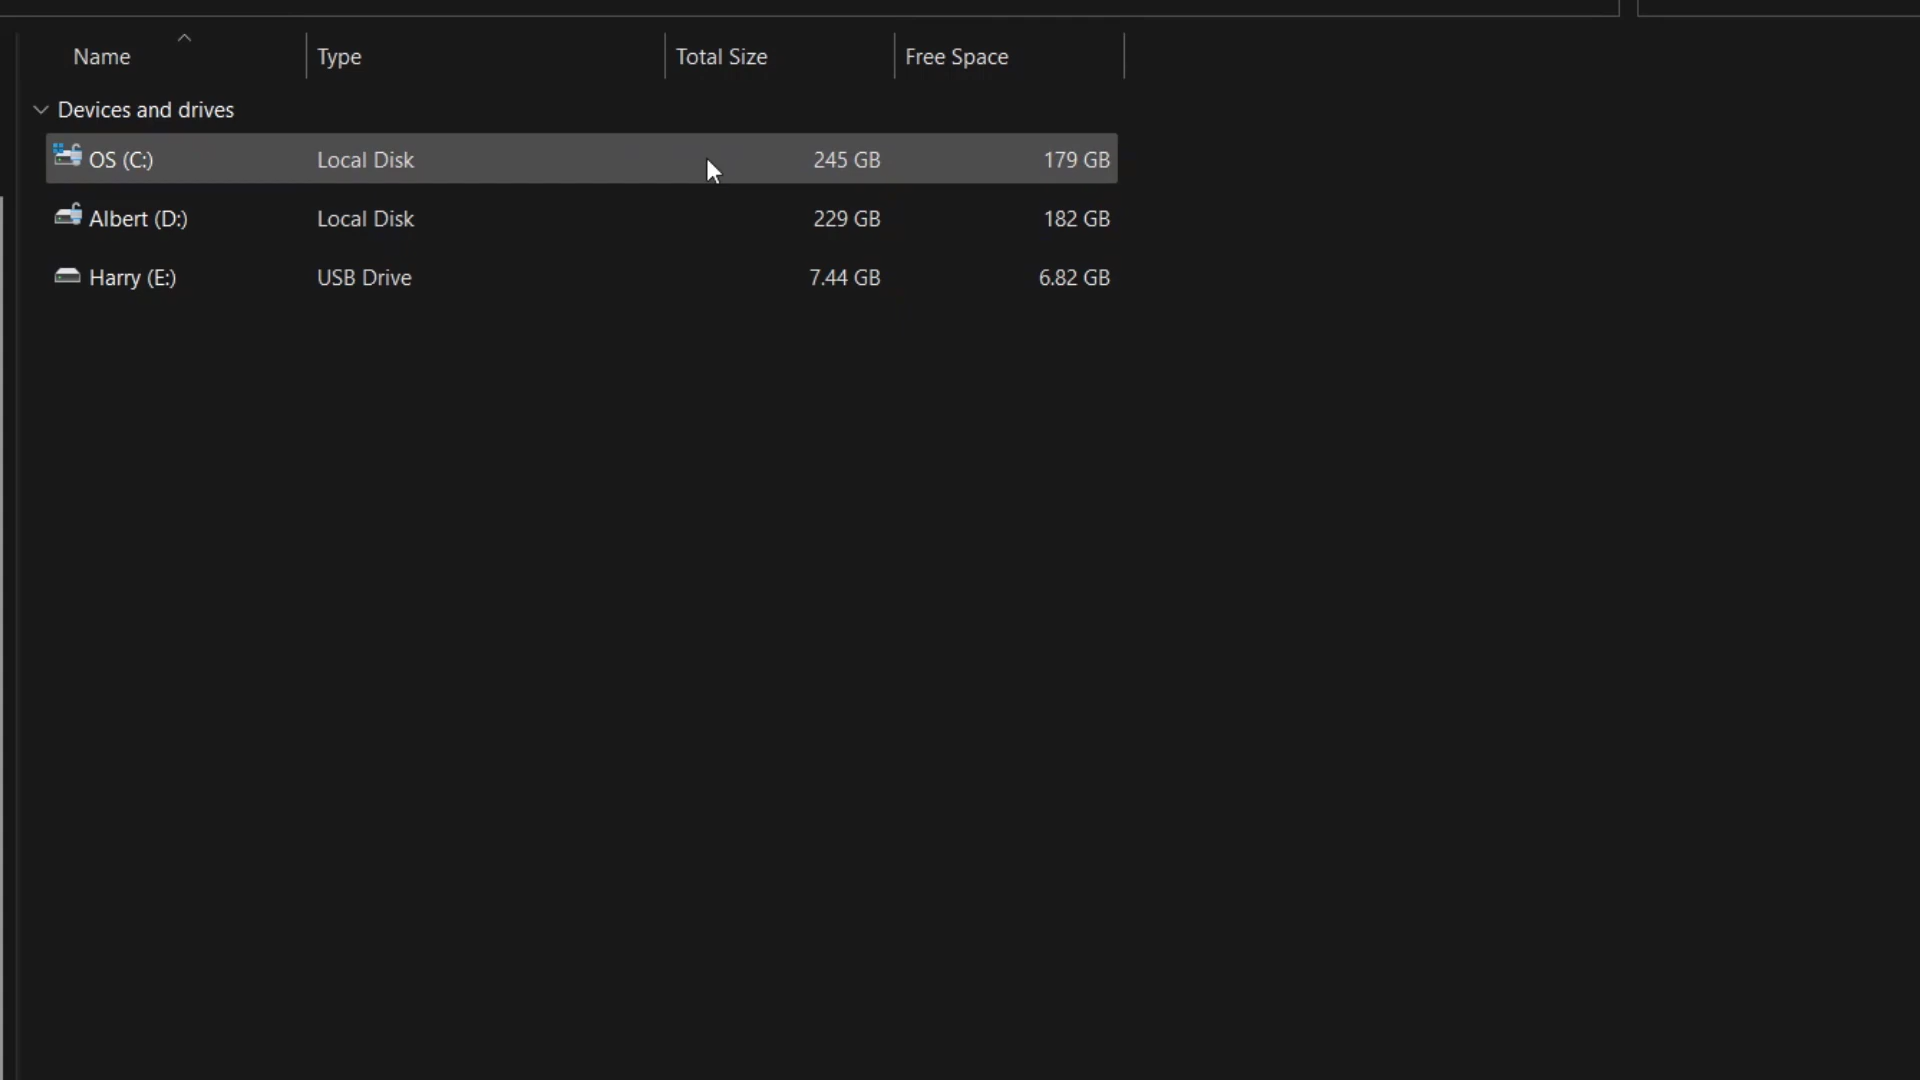 Name Type Total Size Free Space
Devices and drives
OS (C:) Local Disk 245 GB 179 GB
Albert (D:) Local Disk 229 GB 182 GB
Harry (E:) USB Drive 7.44 GB 6.82 GB